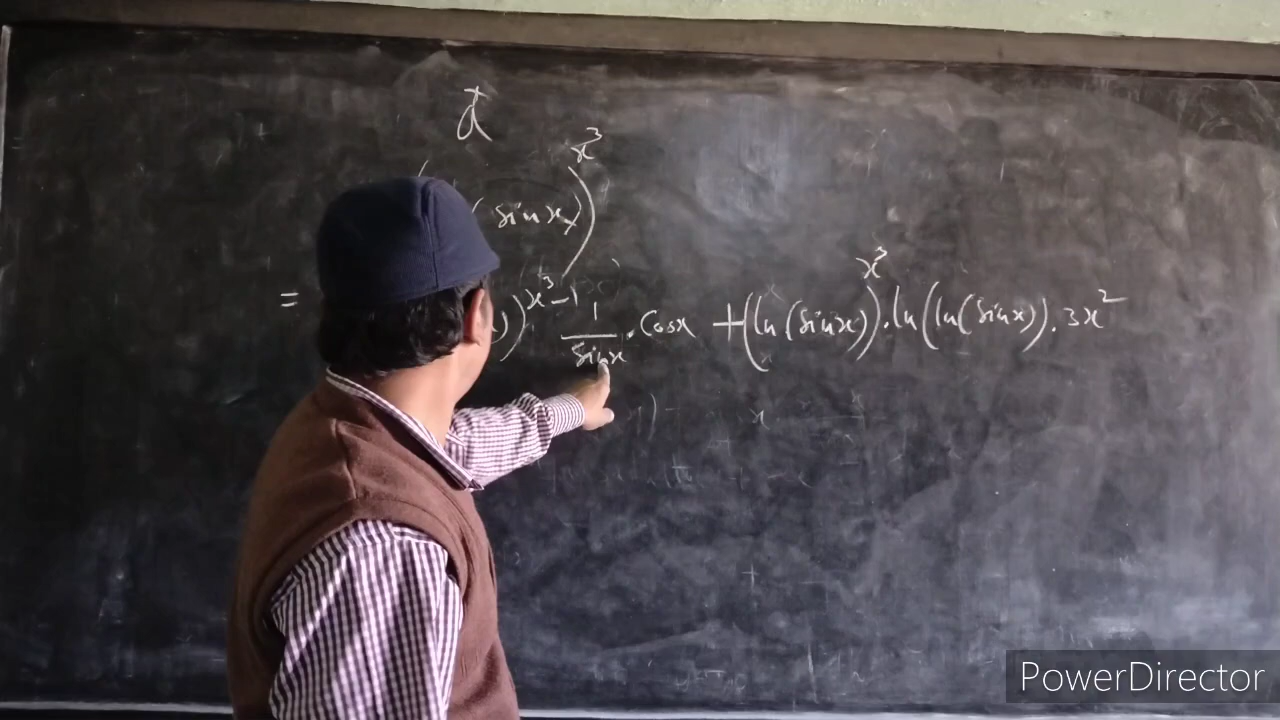 d
( sinx))^x³
= x))^x³-1 1/sinx . Cosx + (ln(sinx))^x³ . ln(ln(sinx)) . 3x²
PowerDirector